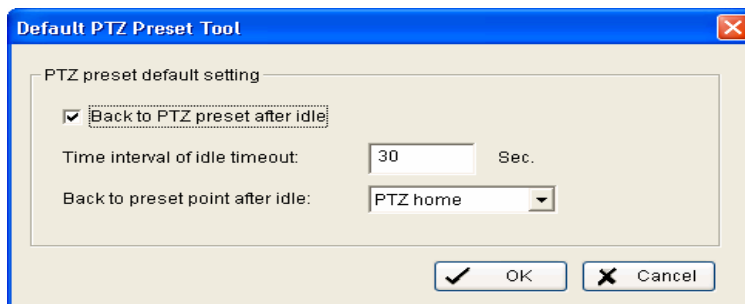 Default PTZ Preset Tool
PTZ preset default setting
Back to PTZ preset after idle
Time interval of idle timeout: 30 Sec.
Back to preset point after idle: PTZ home
OK Cancel